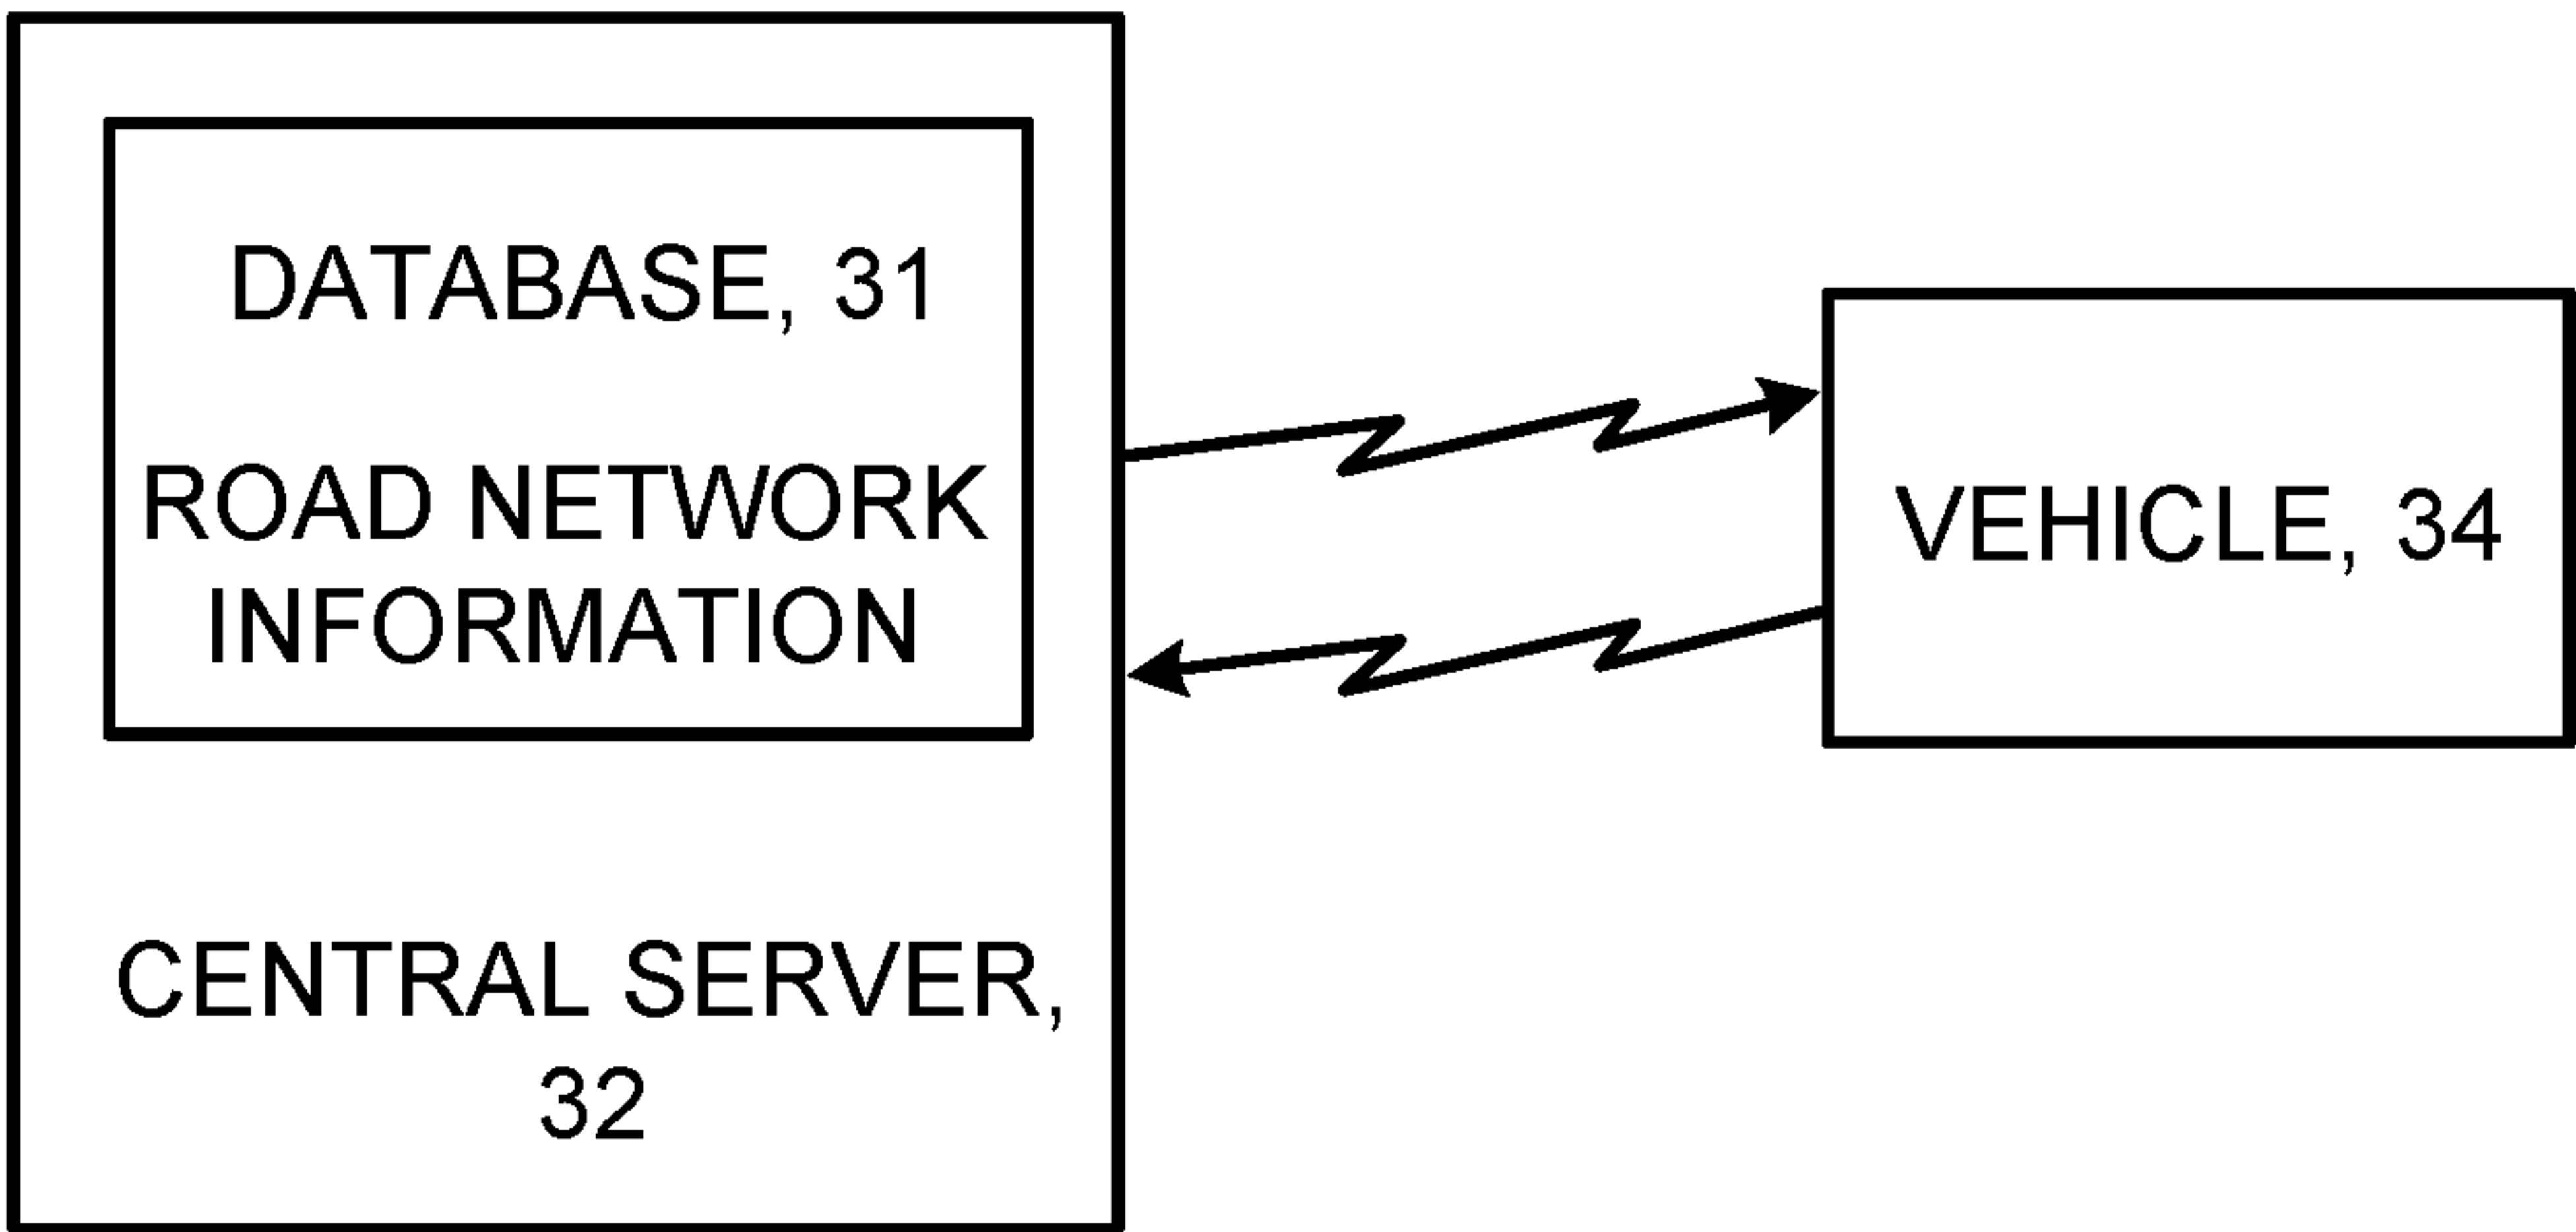 DATABASE, 31
ROAD NETWORK
INFORMATION
CENTRAL SERVER,
32
VEHICLE, 34